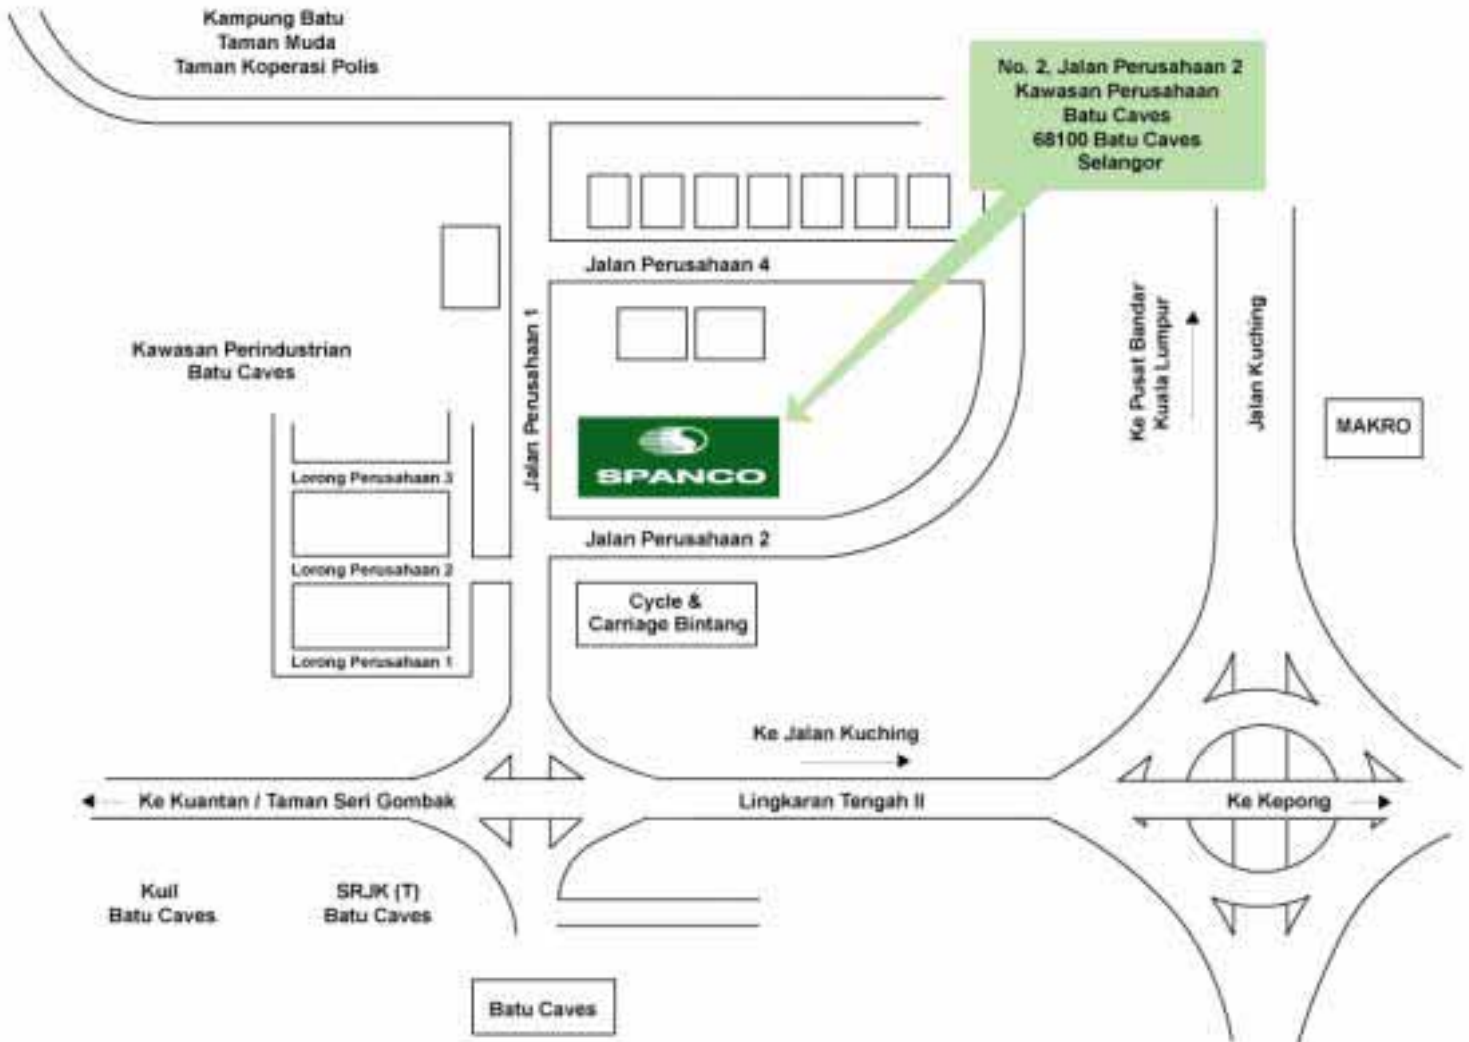 Kampung Batu
Taman Muda
Taman Koperasi Polis
No. 2, Jalan Perusahaan 2
Kawasan Perusahaan
Batu Caves
68100 Batu Caves
Selangor
Jalan Perusahaan 4
Jalan Perusahaan 1
Kawasan Perindustrian
Batu Caves
Ke Pusat Bandar
Kuala Lumpur
Jalan Kuching
MAKRO
SPANCO
Lorong Perusahaan 3
Jalan Perusahaan 2
Lorong Perusahaan 2
Cycle &
Carriage Bintang
Lorong Perusahaan 1
Ke Jalan Kuching
Ke Kuantan / Taman Seri Gombak
Lingkaran Tengah II
Ke Kepong
Kuil
Batu Caves
SRJK (T)
Batu Caves
Batu Caves